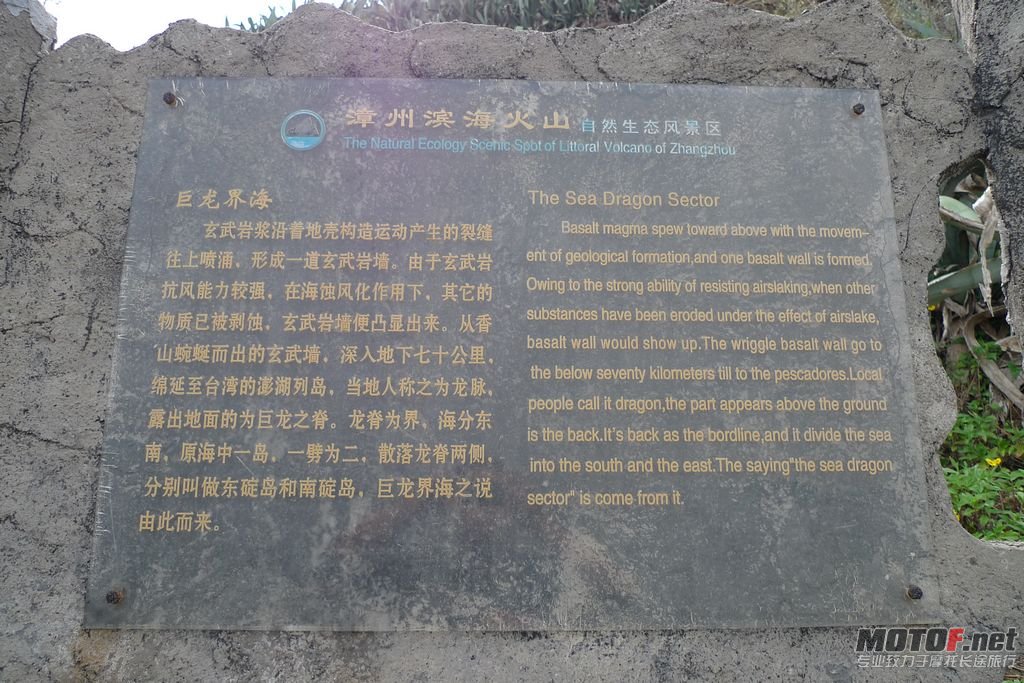 漳州滨海火山自然生态风景区
The Natural Ecology Scenic Spot of Littoral Volcano of Zhangzhou
巨龙界海
玄武岩浆沿着地壳构造运动产生的裂缝
往上喷涌，形成一道玄武岩墙。由于玄武岩
抗风能力较强，在海蚀风化作用下，其它的
物质已被剥蚀，玄武岩墙便凸显出来。从香
山蜿蜒而出的玄武墙，深入地下七十公里，
绵延至台湾的澎湖列岛，当地人称之为龙脉，
露出地面的为巨龙之脊。龙脊为界，海分东
南，原海中一岛，一劈为二，散落龙脊两侧，
分别叫做东碇岛和南碇岛，巨龙界海之说
由此而来。
The Sea Dragon Sector
Basalt magma spew toward above with the movem-
ent of geological formation,and one basalt wall is formed.
Owing to the strong ability of resisting airslaking,when other
substances have been eroded under the effect of airslake,
basalt wall would show up.The wriggle basalt wall go to
the below seventy kilometers till to the pescadores.Local
people call it dragon,the part appears above the ground
is the back.It's back as the bordline,and it divide the sea
into the south and the east.The saying"the sea dragon
sector" is come from it.
MOTOF.net
专业致力于摩托长途旅行